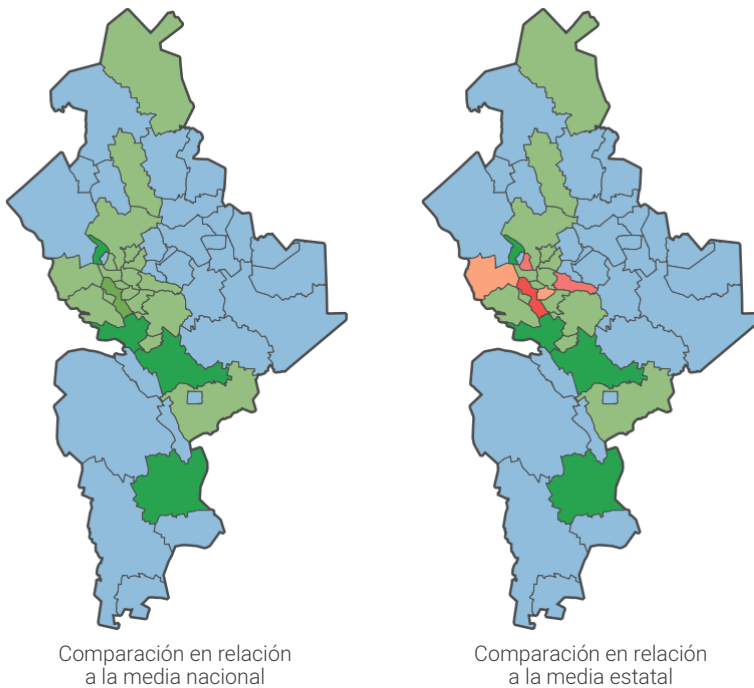 Comparación en relación
a la media nacional
Comparación en relación
a la media estatal